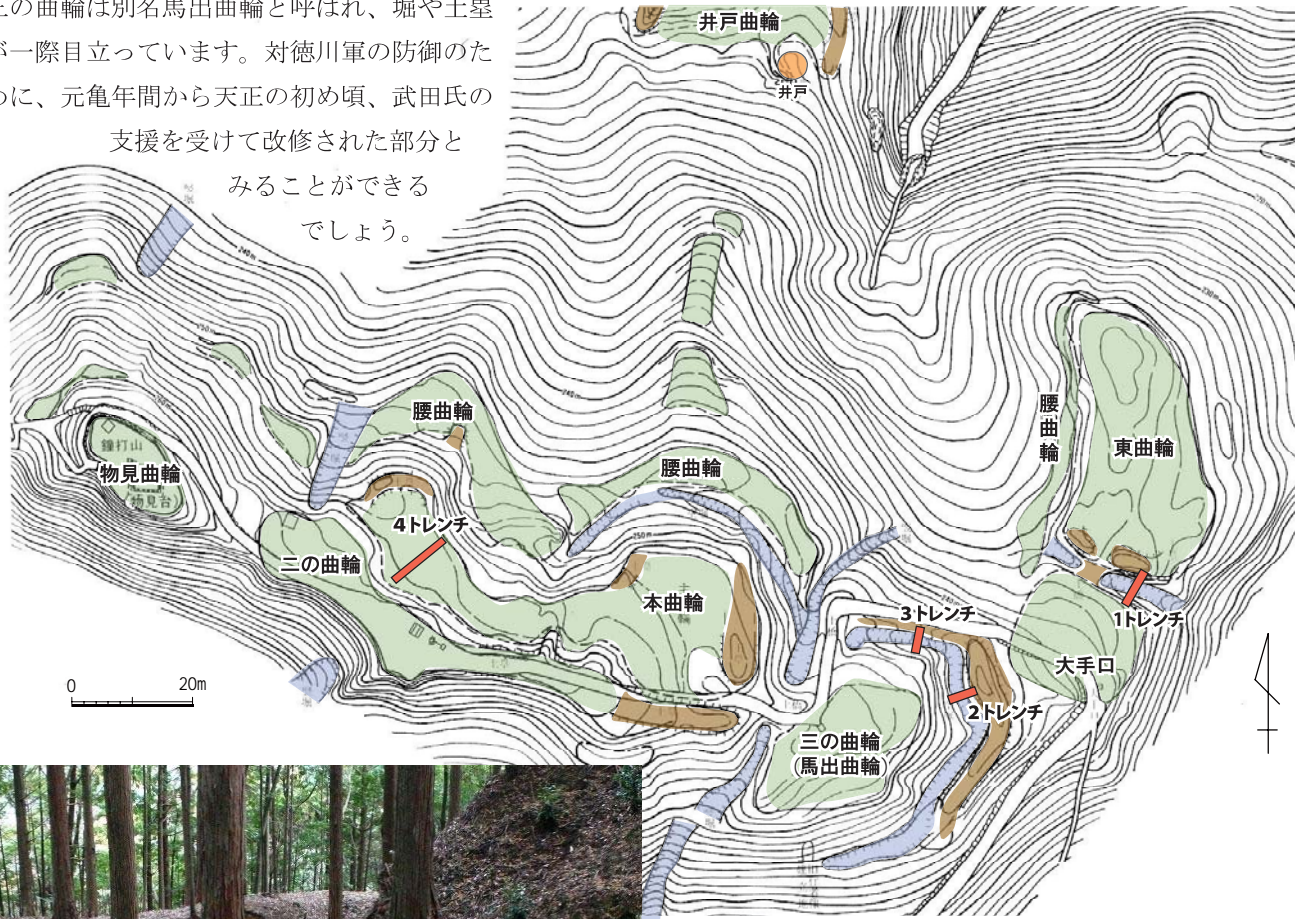 三の曲輪は別名馬出曲輪と呼ばれ、堀や土塁
が一際目立っています。対徳川軍の防御のた
めに、元亀年間から天正の初め頃、武田氏の
支援を受けて改修された部分と
みることができる
でしょう。
井戸曲輪
井戸
240m
230m
250m
240m
腰曲輪
腰曲輪
腰曲輪
東曲輪
鐘打山
物見曲輪
(物見台)
4トレンチ
二の曲輪
250m
本曲輪
240m
3トレンチ
1トレンチ
大手口
2トレンチ
三の曲輪
(馬出曲輪)
0 20m